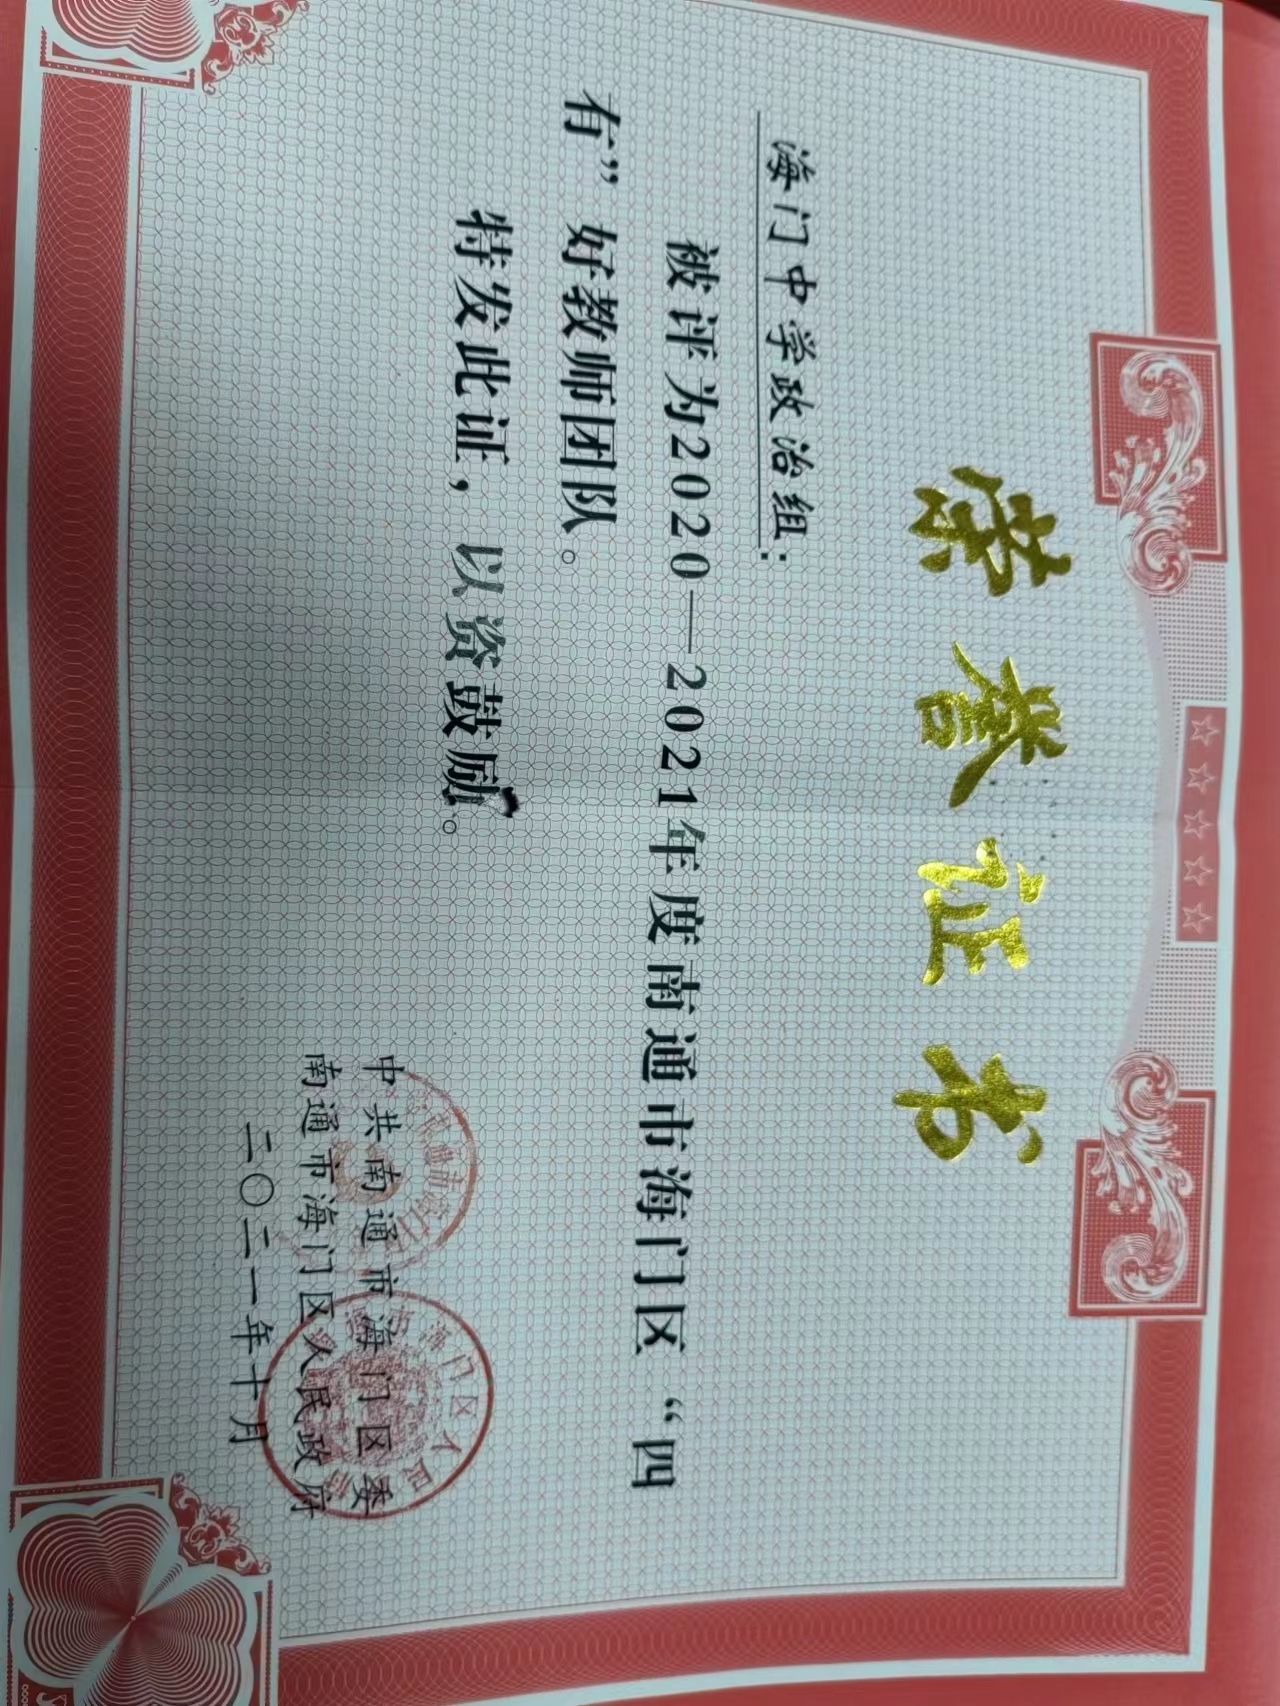 荣誉证书
海门中学政治组：
被评为2020—2021年度南通市海门区“四
有”好教师团队。
特发此证，以资鼓励。
中共南通市海门区委
南通市海门区人民政府
二〇二一年十月